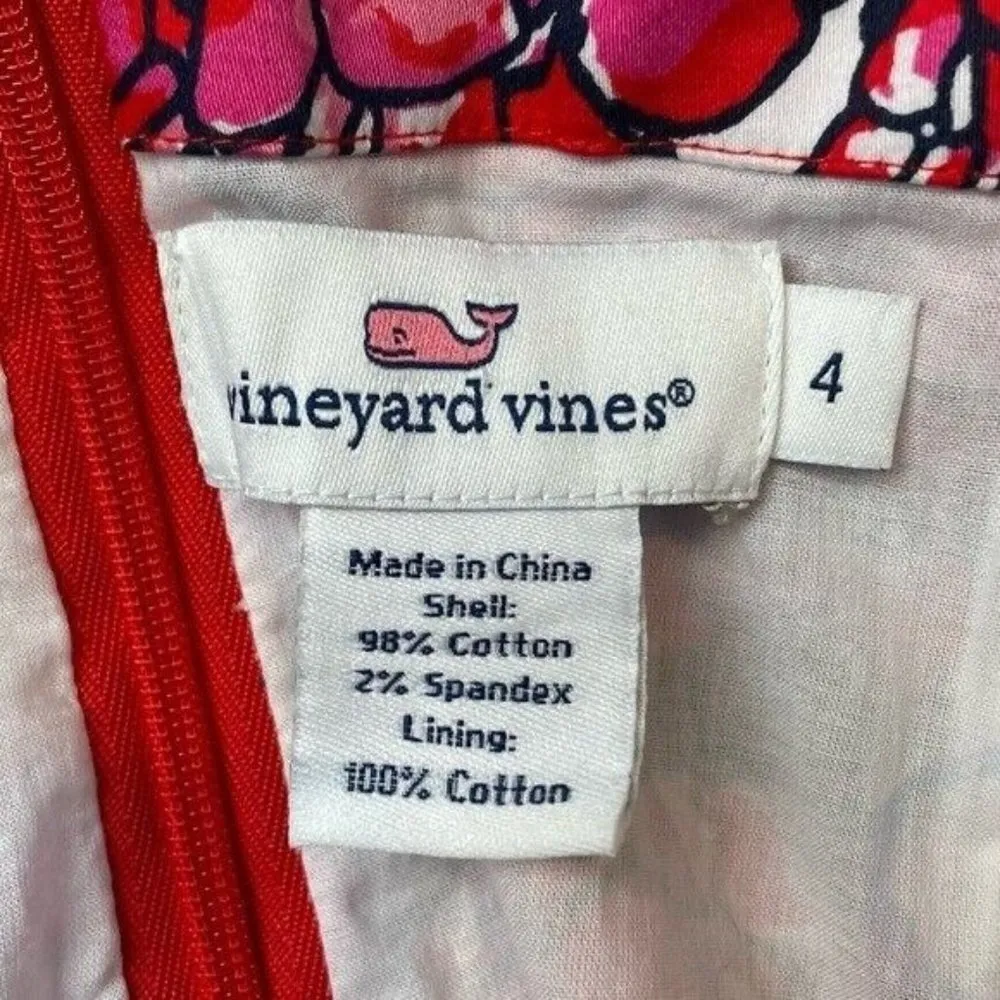 vineyard vines®
4
Made in China
Shell:
98% Cotton
2% Spandex
Lining:
100% Cotton